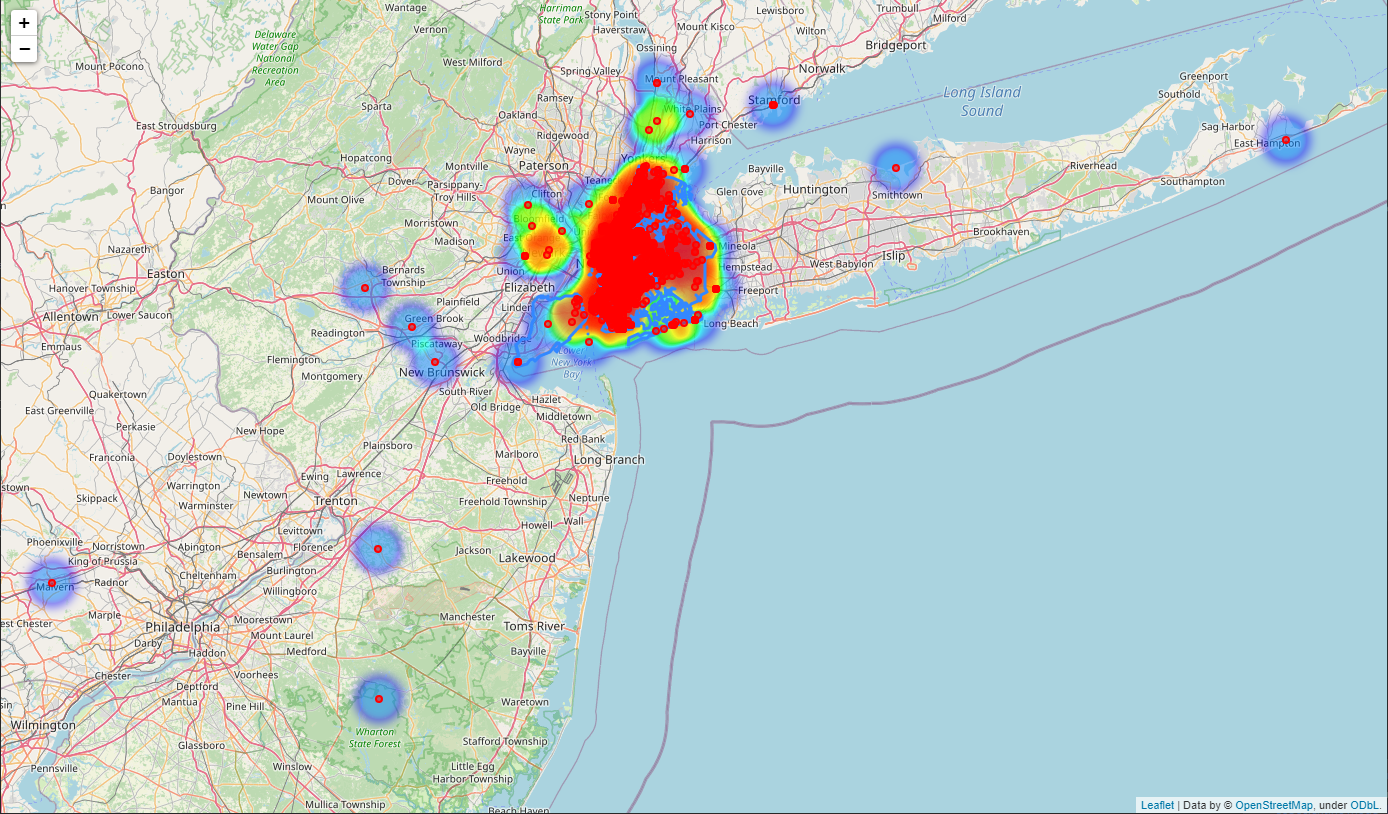 +
−
Wantage
Vernon
Harriman
State Park
Stony Point
Haverstraw
Mount Kisco
Lewisboro
Trumbull
Milford
Wilton
Bridgeport
Delaware
Water Gap
National
Recreation
Area
Ossining
Mount Pocono
West Milford
Spring Valley
Mount Pleasant
Norwalk
Greenport
Southold
Long Island
Sound
Sparta
Ramsey
Oakland
White Plains
Stamford
Port Chester
East Stroudsburg
Ridgewood
Harrison
Sag Harbor
East Hampton
Wayne
Hopatcong
Paterson
Yonkers
Montville
Bayville
Riverhead
Dover
Parsippany-
Troy Hills
Clifton
Glen Cove
Huntington
Smithtown
Southampton
Bangor
Mount Olive
Bloomfield
Morristown
Brookhaven
Madison
Mineola
Nazareth
Islip
Easton
Bernards
Township
Union
Hempstead
West Babylon
Hanover Township
Elizabeth
Freeport
Plainfield
Linden
Allentown
Lower Saucon
Green Brook
Long Beach
Readington
Woodbridge
Emmaus
Piscataway
Lower
New York
Bay
Flemington
New Brunswick
Montgomery
South River
Quakertown
Hazlet
Old Bridge
East Greenville
Middletown
Perkasie
New Hope
Red Bank
Plainsboro
Franconia
Doylestown
Marlboro
Long Branch
Ewing
Lawrence
Freehold
Warrington
Newtown
Skippack
Trenton
Freehold Township
Neptune
Warminster
Howell
Wall
Levittown
Phoenixville
Norristown
Abington
Florence
Bensalem
Jackson
King of Prussia
Lakewood
Burlington
Cheltenham
Malvern
Radnor
Willingboro
Marple
Manchester
Moorestown
Philadelphia
Toms River
Mount Laurel
Darby
Haddon
Medford
Bayville
Voorhees
Chester
Deptford
Mantua
Pine Hill
Waretown
Wilmington
Wharton
State Forest
Glassboro
Stafford Township
Pennsville
Winslow
Little Egg
Harbor Township
Mullica Township
Beach Haven
Leaflet | Data by © OpenStreetMap, under ODbL.